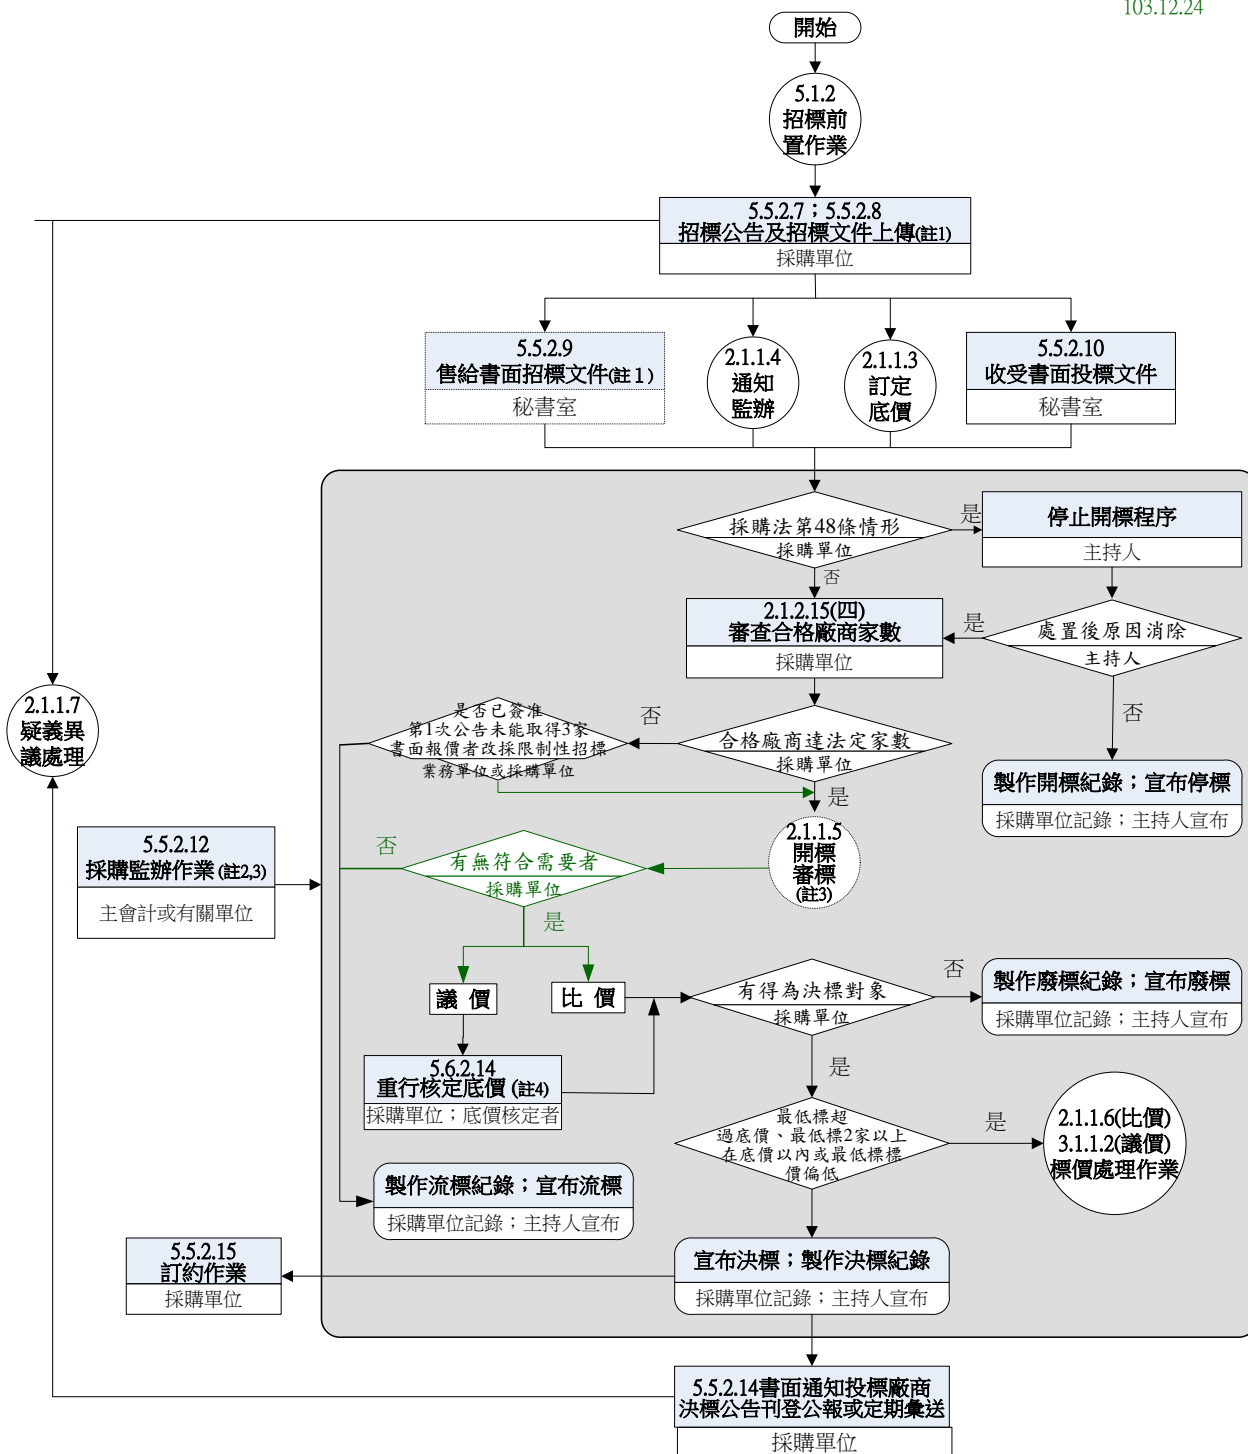 103.12.24
開始
5.1.2
招標前
置作業
5.5.2.7；5.5.2.8
招標公告及招標文件上傳(註1)
採購單位
5.5.2.9
售給書面招標文件(註１)
秘書室
2.1.1.4
通知
監辦
2.1.1.3
訂定
底價
5.5.2.10
收受書面投標文件
秘書室
採購法第48條情形
採購單位
是
否
停止開標程序
主持人
2.1.2.15(四)
審查合格廠商家數
採購單位
是
處置後原因消除
主持人
否
2.1.1.7
疑義異
議處理
是否已簽准
第1次公告未能取得3家
書面報價者改採限制性招標
業務單位或採購單位
否
合格廠商達法定家數
採購單位
是
製作開標紀錄；宣布停標
採購單位記錄；主持人宣布
5.5.2.12
採購監辦作業(註2,3)
主會計或有關單位
否
有無符合需要者
採購單位
是
2.1.1.5
開標
審標
(註3)
議 價
比 價
有得為決標對象
採購單位
否
是
製作廢標紀錄；宣布廢標
採購單位記錄；主持人宣布
5.6.2.14
重行核定底價(註4)
採購單位；底價核定者
最低標超
過底價、最低標2家以上
在底價以內或最低標標
價偏低
是
2.1.1.6(比價)
3.1.1.2(議價)
標價處理作業
製作流標紀錄；宣布流標
採購單位記錄；主持人宣布
5.5.2.15
訂約作業
採購單位
宣布決標；製作決標紀錄
採購單位記錄；主持人宣布
5.5.2.14書面通知投標廠商
決標公告刊登公報或定期彙送
採購單位